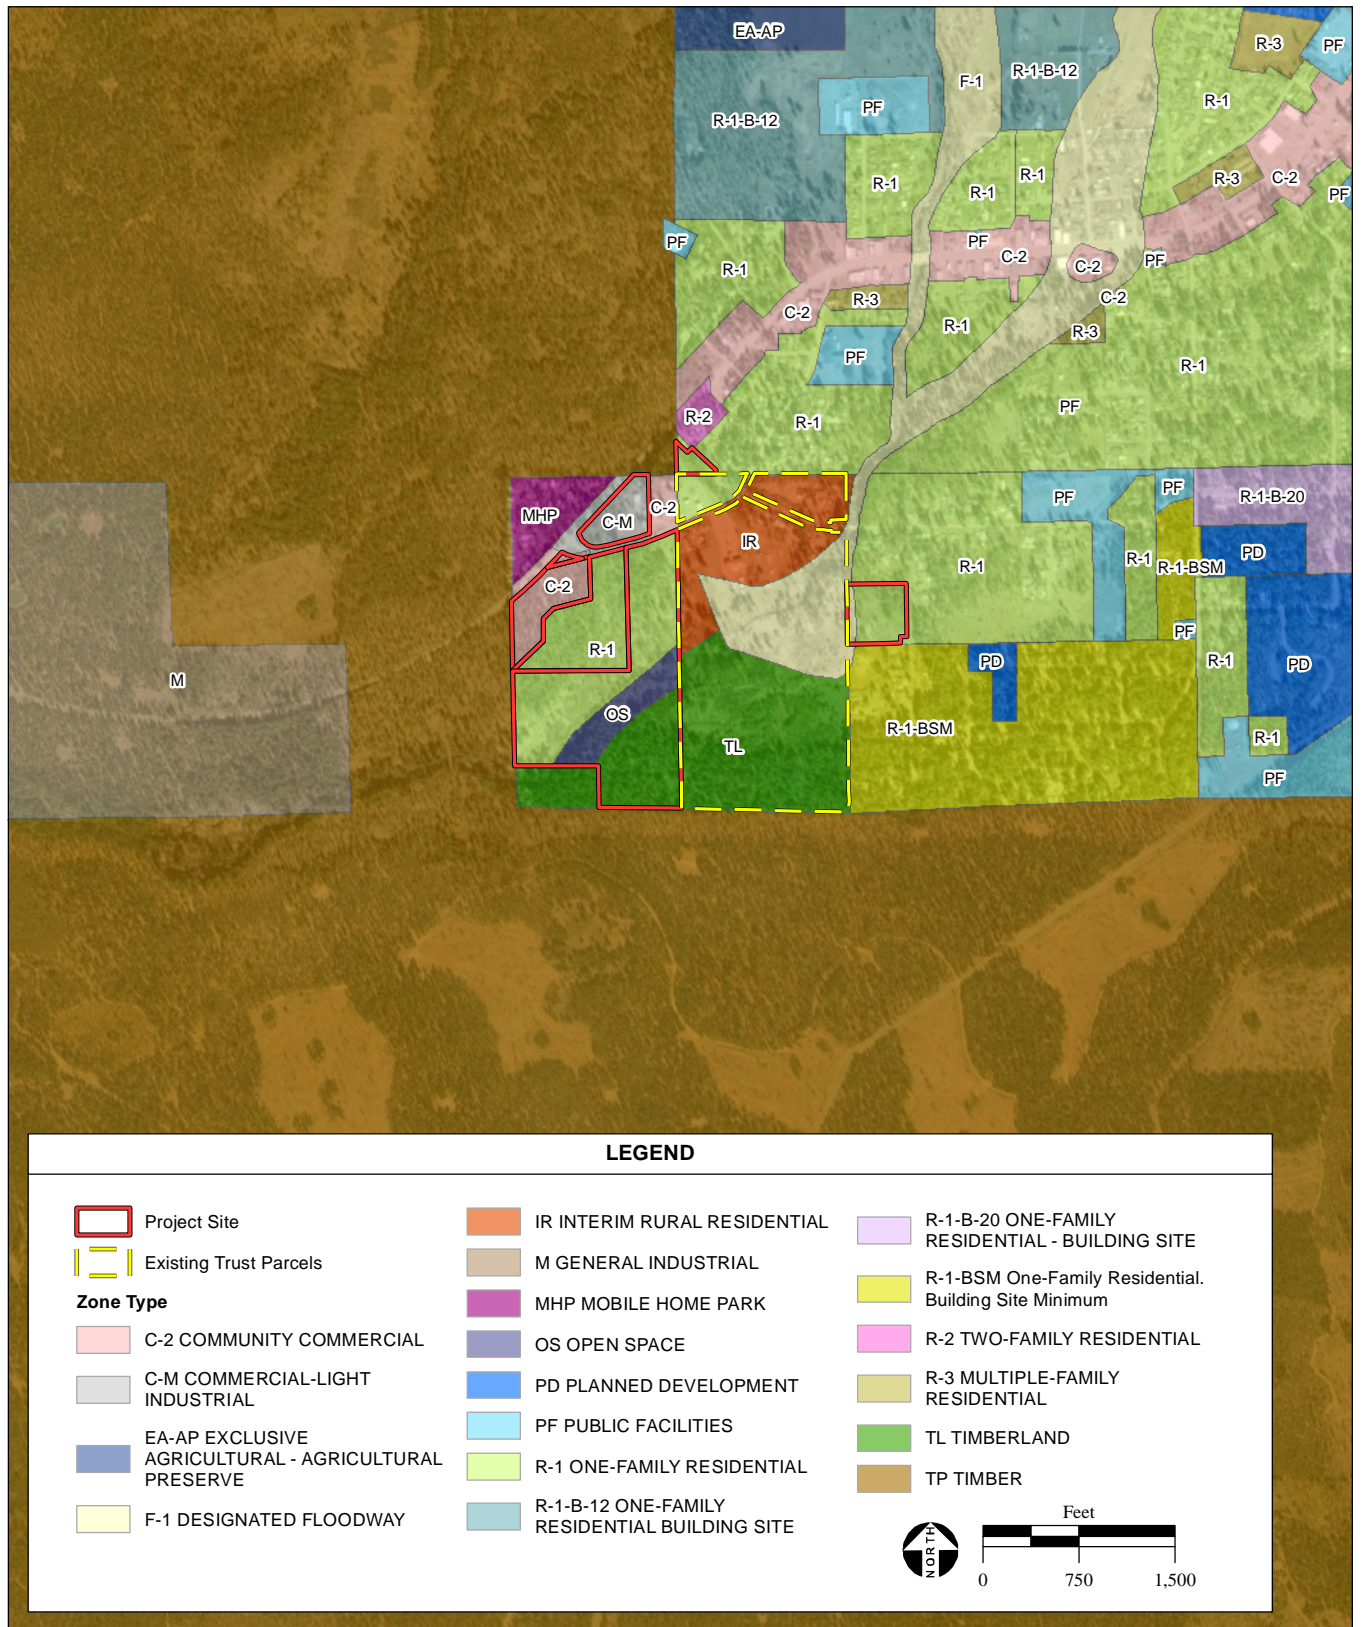 EA-AP
R-3
PF
F-1
R-1-B-12
R-1
PF
R-1-B-12
R-1
R-1
R-1
R-3
C-2
PF
PF
R-1
PF
C-2
C-2
PF
C-2
R-3
C-2
R-1
R-3
PF
R-1
PF
R-2
R-1
MHP
C-M
C-2
IR
PF
PF
R-1-B-20
PD
R-1
R-1
R-1-BSM
C-2
PF
R-1
PD
R-1
PD
M
OS
TL
R-1-BSM
R-1
PF
LEGEND
Project Site
Existing Trust Parcels
Zone Type
C-2 COMMUNITY COMMERCIAL
C-M COMMERCIAL-LIGHT
INDUSTRIAL
EA-AP EXCLUSIVE
AGRICULTURAL - AGRICULTURAL
PRESERVE
F-1 DESIGNATED FLOODWAY
IR INTERIM RURAL RESIDENTIAL
M GENERAL INDUSTRIAL
MHP MOBILE HOME PARK
OS OPEN SPACE
PD PLANNED DEVELOPMENT
PF PUBLIC FACILITIES
R-1 ONE-FAMILY RESIDENTIAL
R-1-B-12 ONE-FAMILY
RESIDENTIAL BUILDING SITE
R-1-B-20 ONE-FAMILY
RESIDENTIAL - BUILDING SITE
R-1-BSM One-Family Residential.
Building Site Minimum
R-2 TWO-FAMILY RESIDENTIAL
R-3 MULTIPLE-FAMILY
RESIDENTIAL
TL TIMBERLAND
TP TIMBER
NORTH
Feet
0 750 1,500